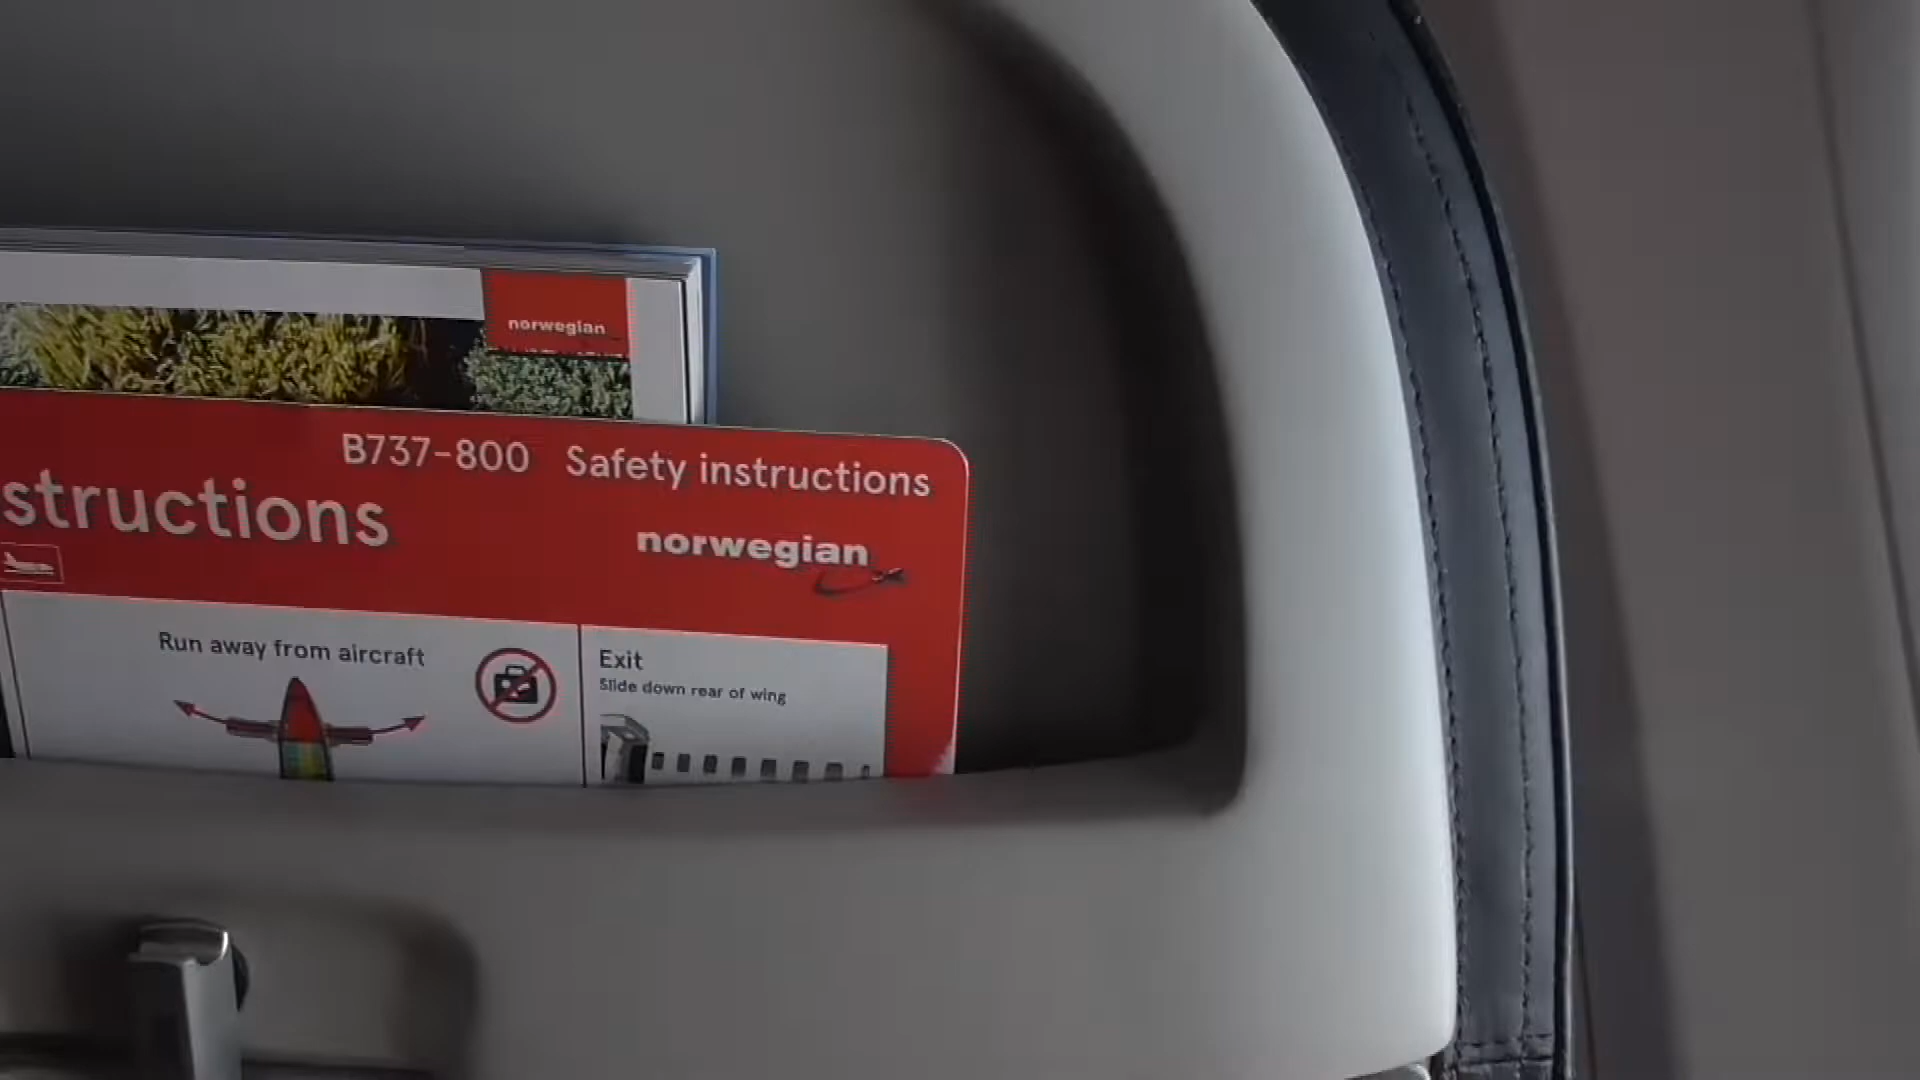 norwegian
B737-800 Safety instructions
structions
norwegian
Run away from aircraft
Exit
Slide down rear of wing